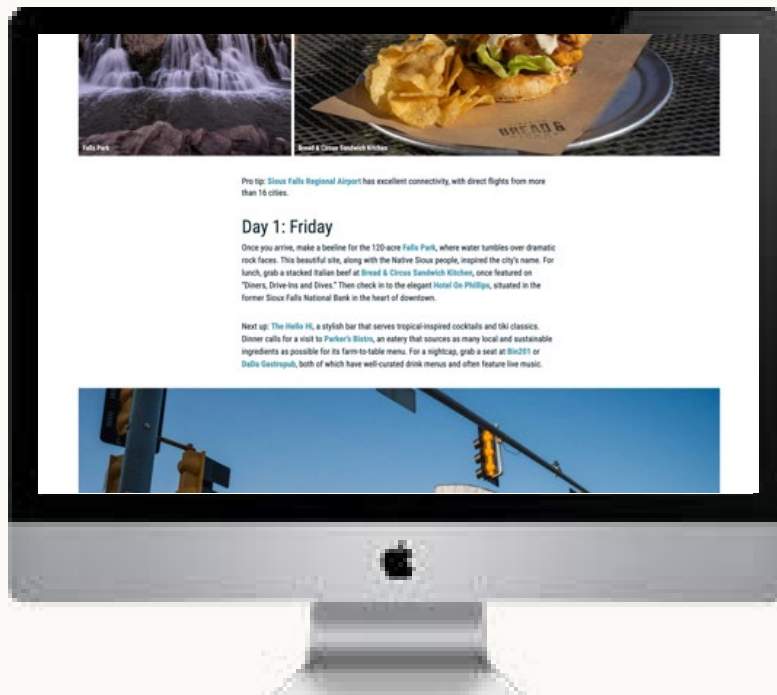 BREAD &
Falls Park
Bread & Circus Sandwich Kitchen
Pro tip: Sioux Falls Regional Airport has excellent connectivity, with direct flights from more
than 16 cities.
Day 1: Friday
Once you arrive, make a beeline for the 120-acre Falls Park, where water tumbles over dramatic
rock faces. This beautiful site, along with the Native Sioux people, inspired the city's name. For
lunch, grab a stacked Italian beef at Bread & Circus Sandwich Kitchen, once featured on
"Diners, Drive-Ins and Dives." Then check in to the elegant Hotel On Phillips, situated in the
former Sioux Falls National Bank in the heart of downtown.
Next up: The Hello Hi, a stylish bar that serves tropical-inspired cocktails and tiki classics.
Dinner calls for a visit to Parker's Bistro, an eatery that sources as many local and sustainable
ingredients as possible for its farm-to-table menu. For a nightcap, grab a seat at Bin201 or
DaDa Gastropub, both of which have well-curated drink menus and often feature live music.